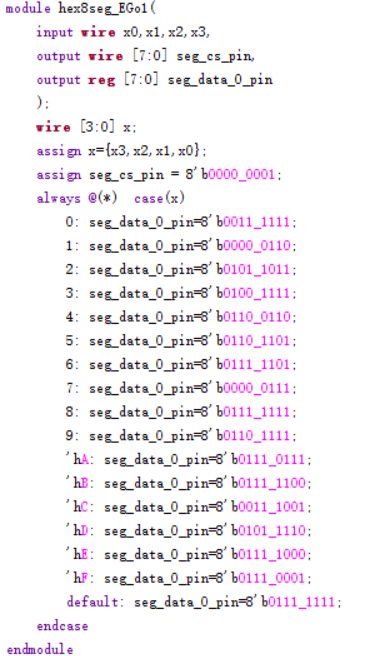 module hex8seg_EGo1(
input wire x0,x1,x2,x3,
output wire [7:0] seg_cs_pin,
output reg [7:0] seg_data_0_pin
);
wire [3:0] x;
assign x={x3,x2,x1,x0};
assign seg_cs_pin = 8'b0000_0001;
always @(*) case(x)
0: seg_data_0_pin=8'b0011_1111;
1: seg_data_0_pin=8'b0000_0110;
2: seg_data_0_pin=8'b0101_1011;
3: seg_data_0_pin=8'b0100_1111;
4: seg_data_0_pin=8'b0110_0110;
5: seg_data_0_pin=8'b0110_1101;
6: seg_data_0_pin=8'b0111_1101;
7: seg_data_0_pin=8'b0000_0111;
8: seg_data_0_pin=8'b0111_1111;
9: seg_data_0_pin=8'b0110_1111;
'hA: seg_data_0_pin=8'b0111_0111;
'hB: seg_data_0_pin=8'b0111_1100;
'hC: seg_data_0_pin=8'b0011_1001;
'hD: seg_data_0_pin=8'b0101_1110;
'hE: seg_data_0_pin=8'b0111_1000;
'hF: seg_data_0_pin=8'b0111_0001;
default: seg_data_0_pin=8'b0111_1111;
endcase
endmodule